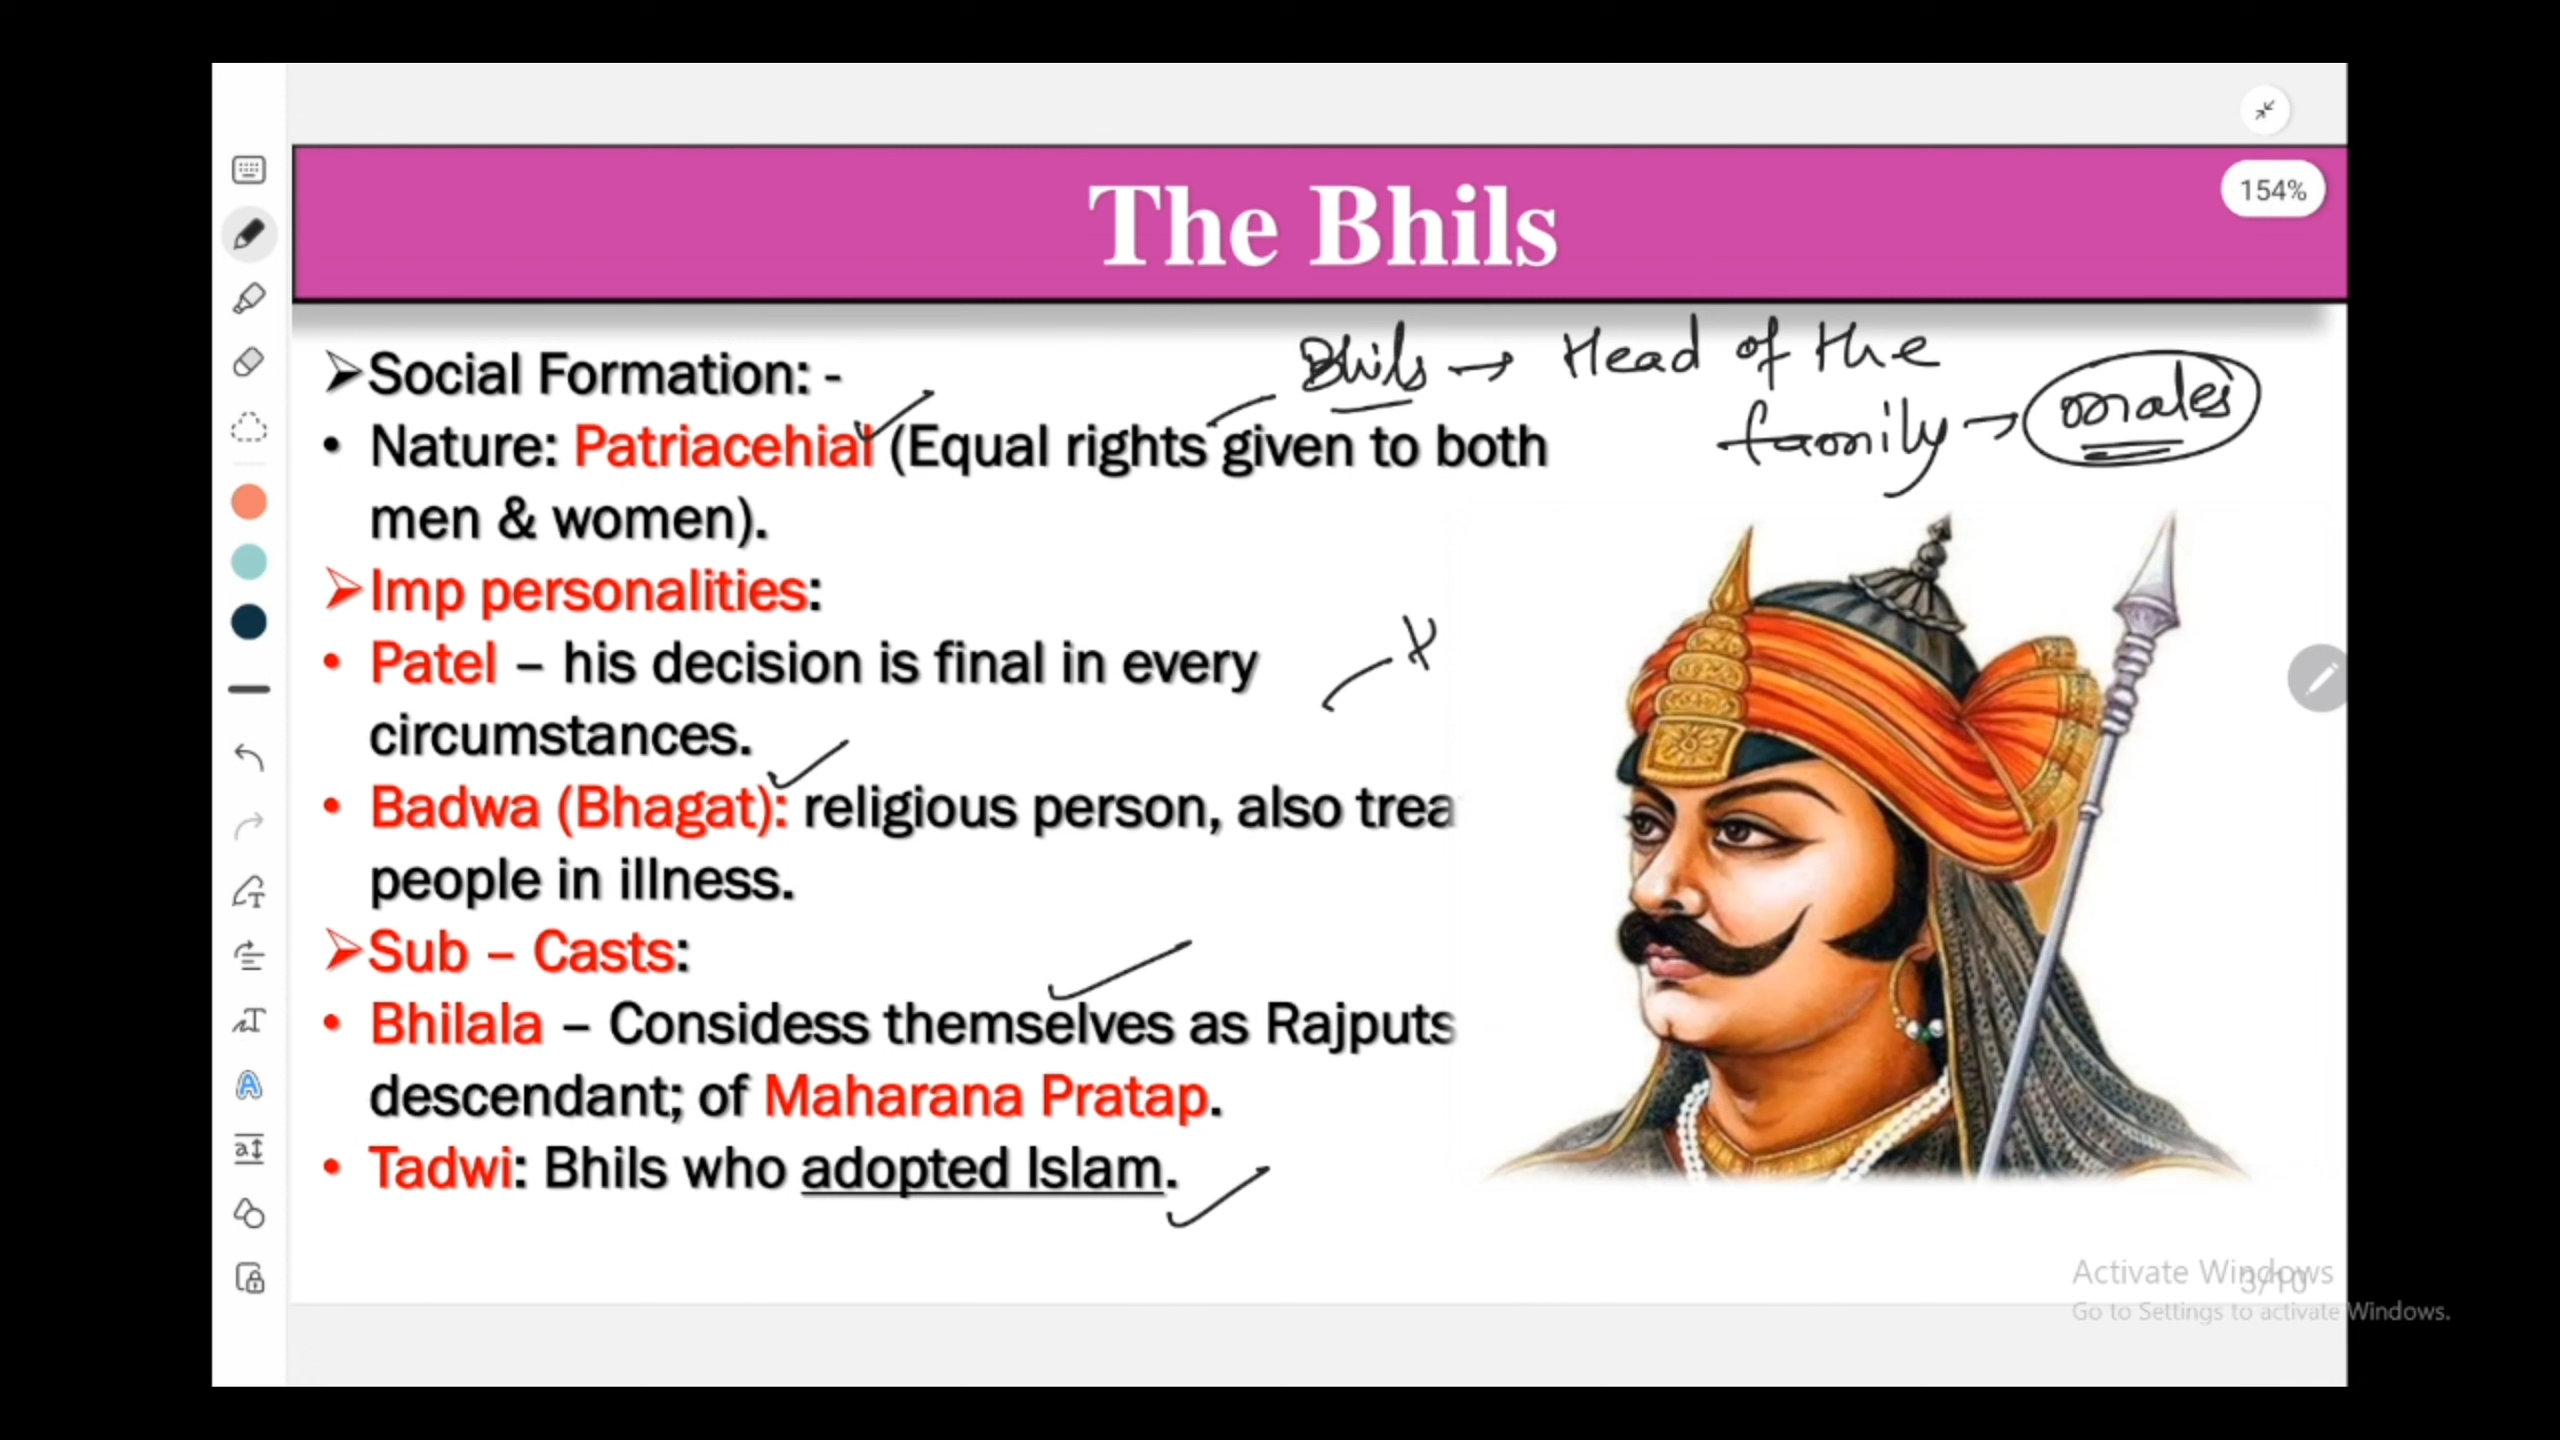 154%
The Bhils
Bhils → Head of the
family → males
➢Social Formation: -
• Nature: Patriacehial (Equal rights given to both
men & women).
➢Imp personalities:
• Patel – his decision is final in every
circumstances.
• Badwa (Bhagat): religious person, also trea
people in illness.
➢Sub – Casts:
• Bhilala – Considess themselves as Rajputs
descendant; of Maharana Pratap.
• Tadwi: Bhils who adopted Islam.
Activate Windows
3/10
Go to Settings to activate Windows.